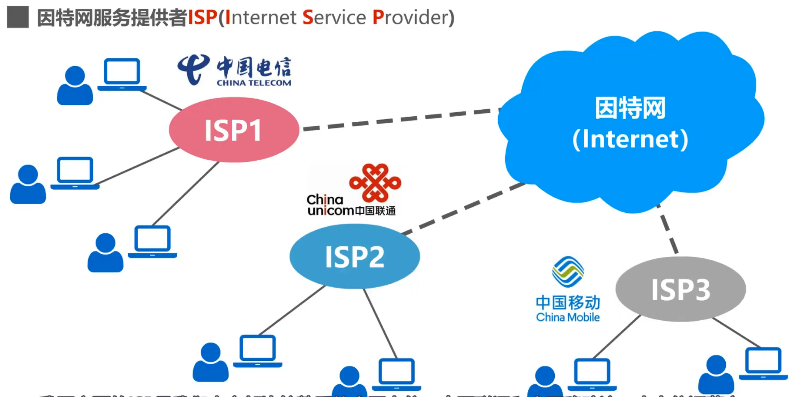 因特网服务提供者ISP(Internet Service Provider)
中国电信
CHINA TELECOM
ISP1
因特网
(Internet)
China
unicom中国联通
ISP2
中国移动
China Mobile
ISP3